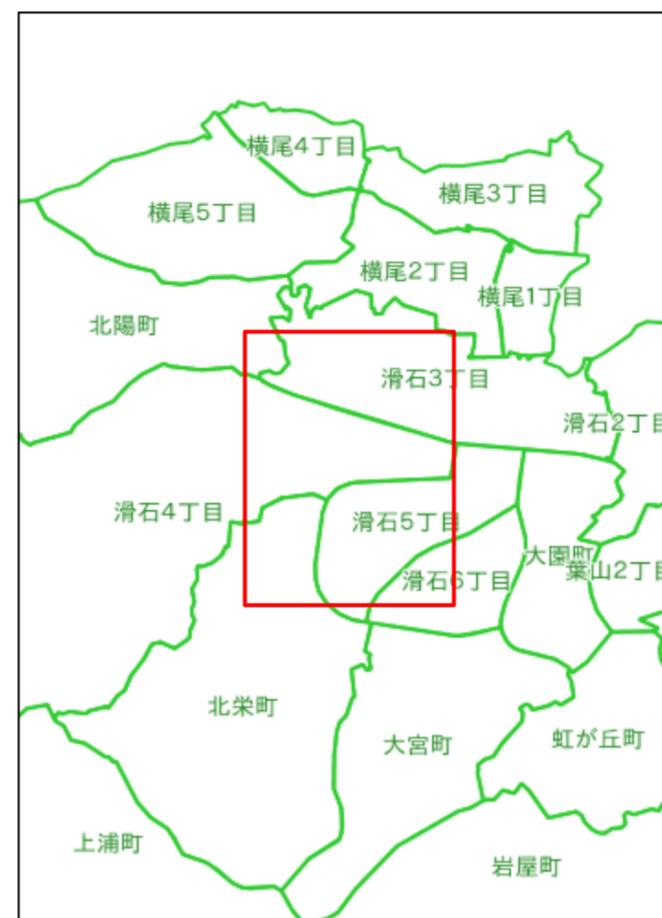 横尾4丁目
横尾3丁目
横尾5丁目
横尾2丁目
横尾1丁目
北陽町
滑石3丁目
滑石2丁目
滑石4丁目
滑石5丁目
大園町
葉山2丁目
滑石6丁目
北栄町
大宮町
虹が丘町
上浦町
岩屋町